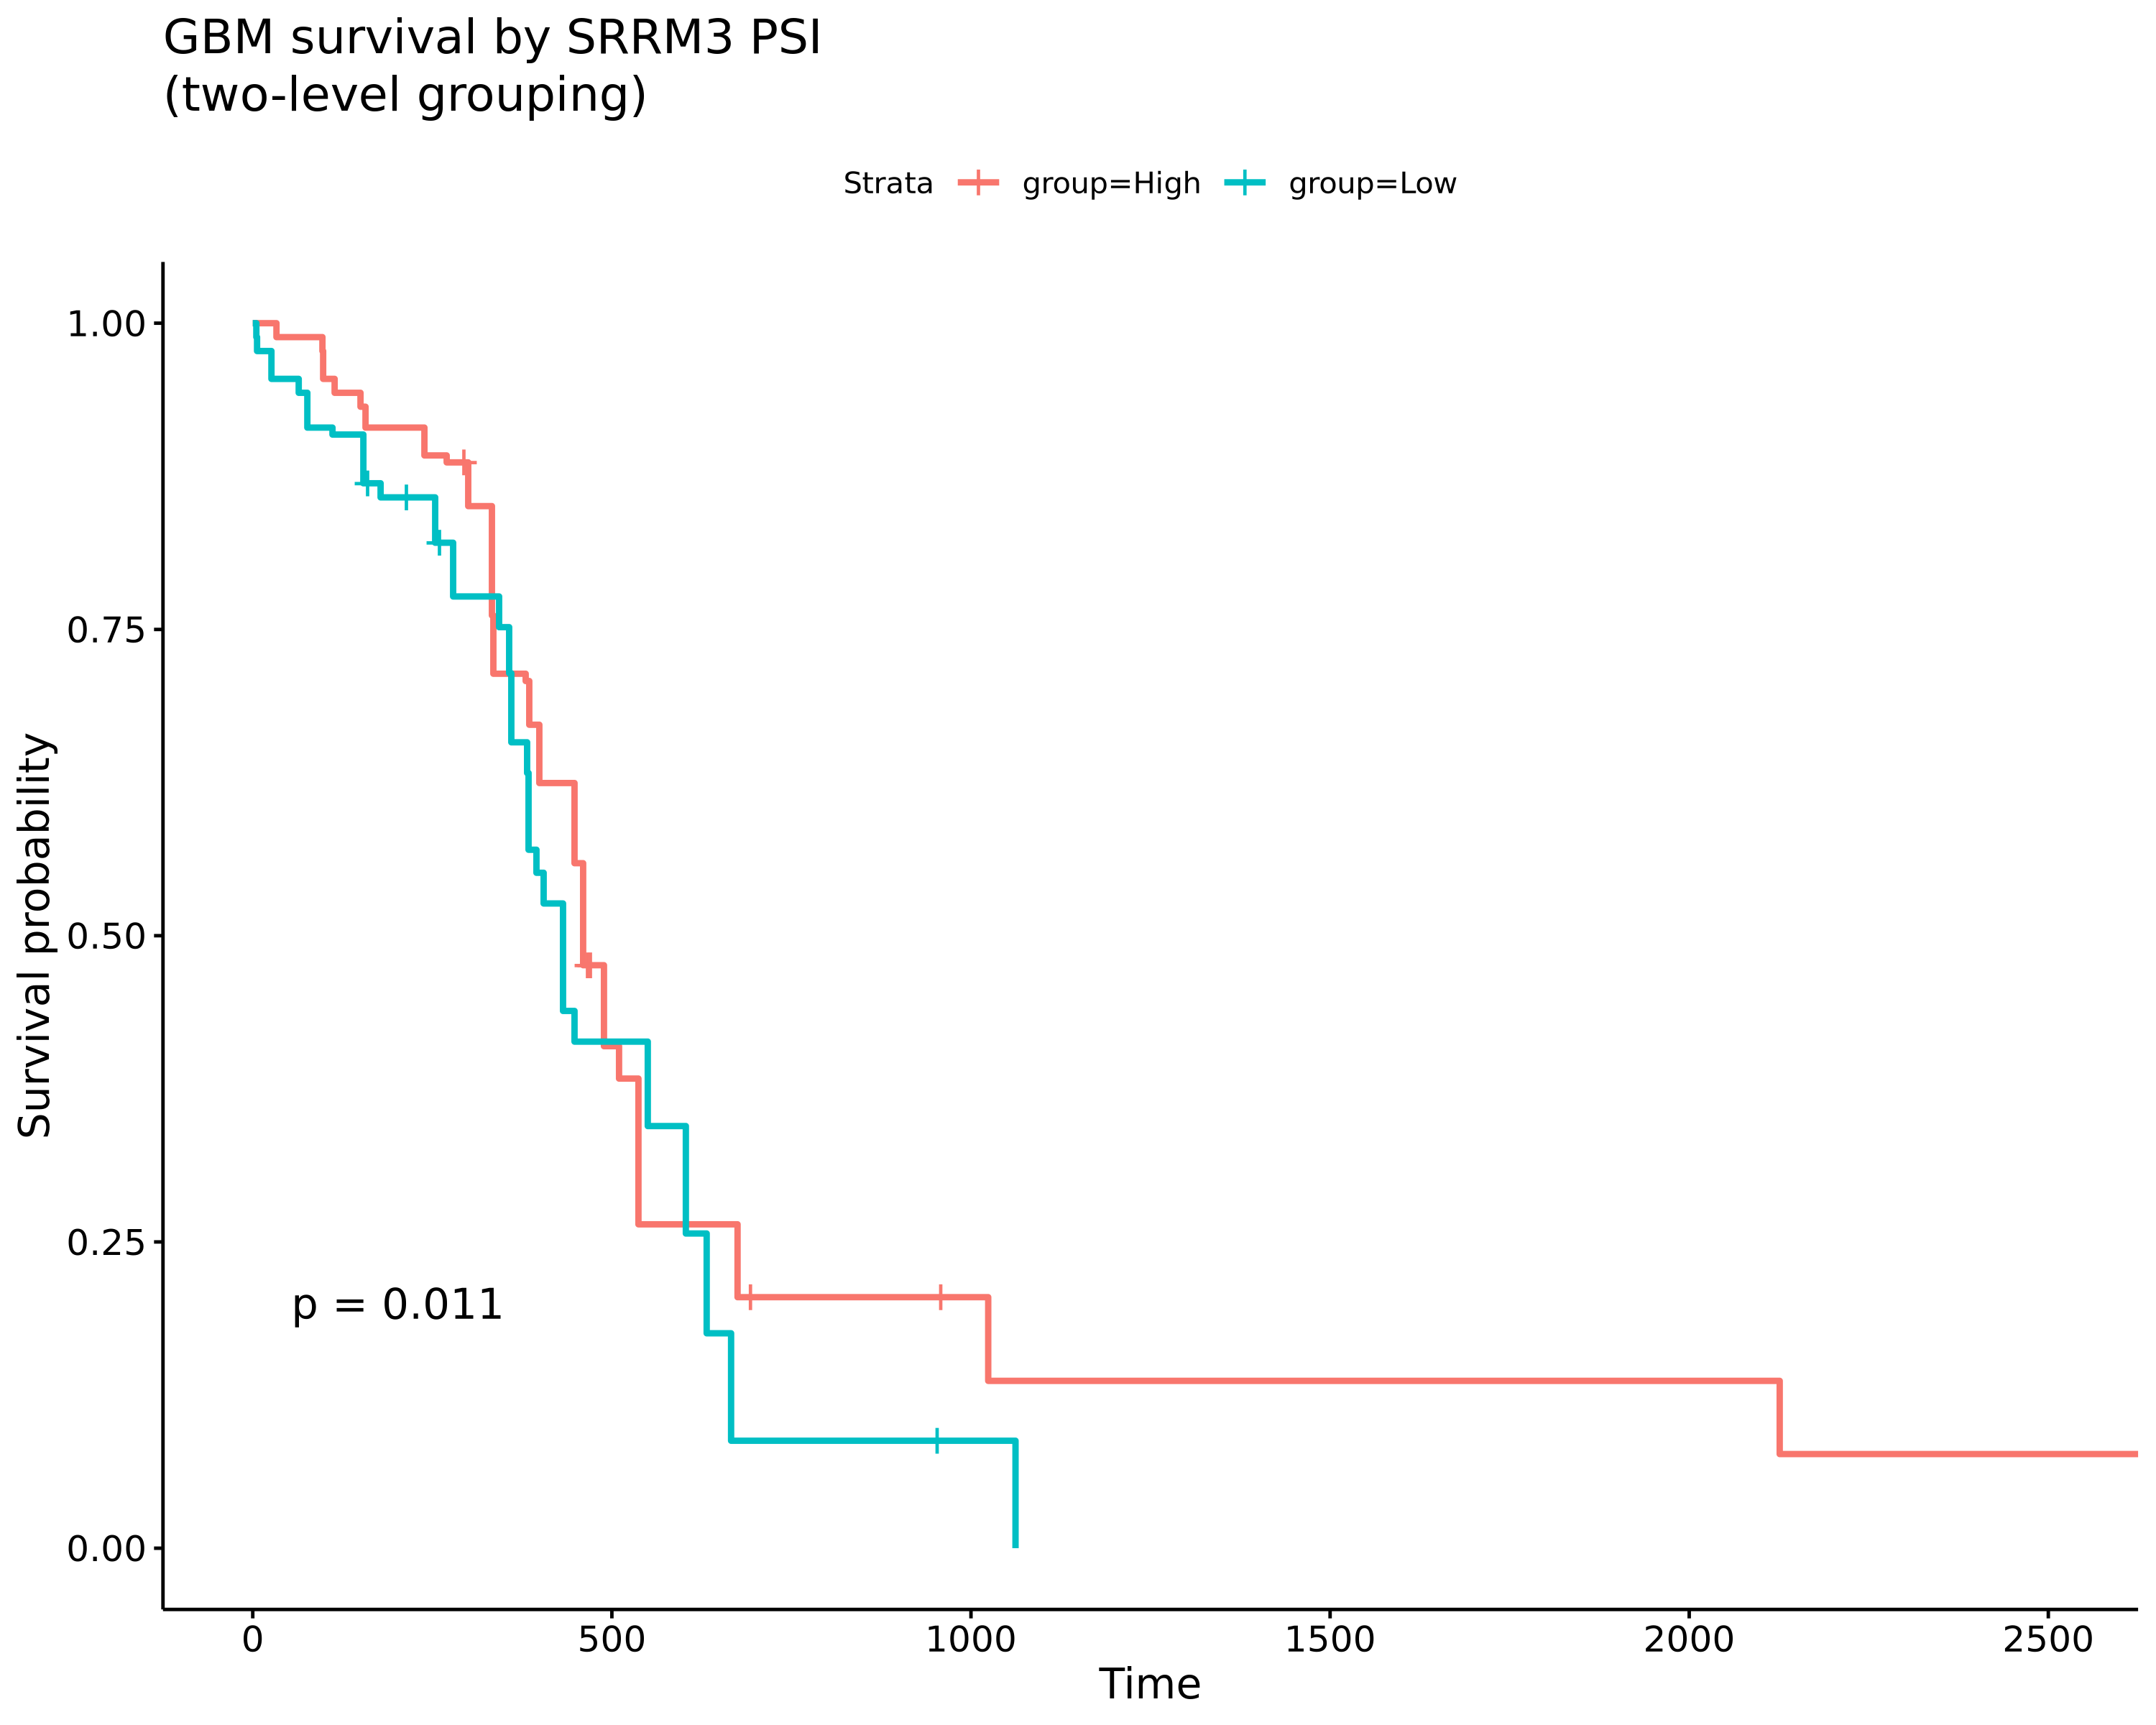 GBM survival by SRRM3 PSI
(two-level grouping)
Strata group=High group=Low
1.00
0.75
0.50
0.25
0.00
Survival probability
p = 0.011
0 500 1000 1500 2000 2500
Time